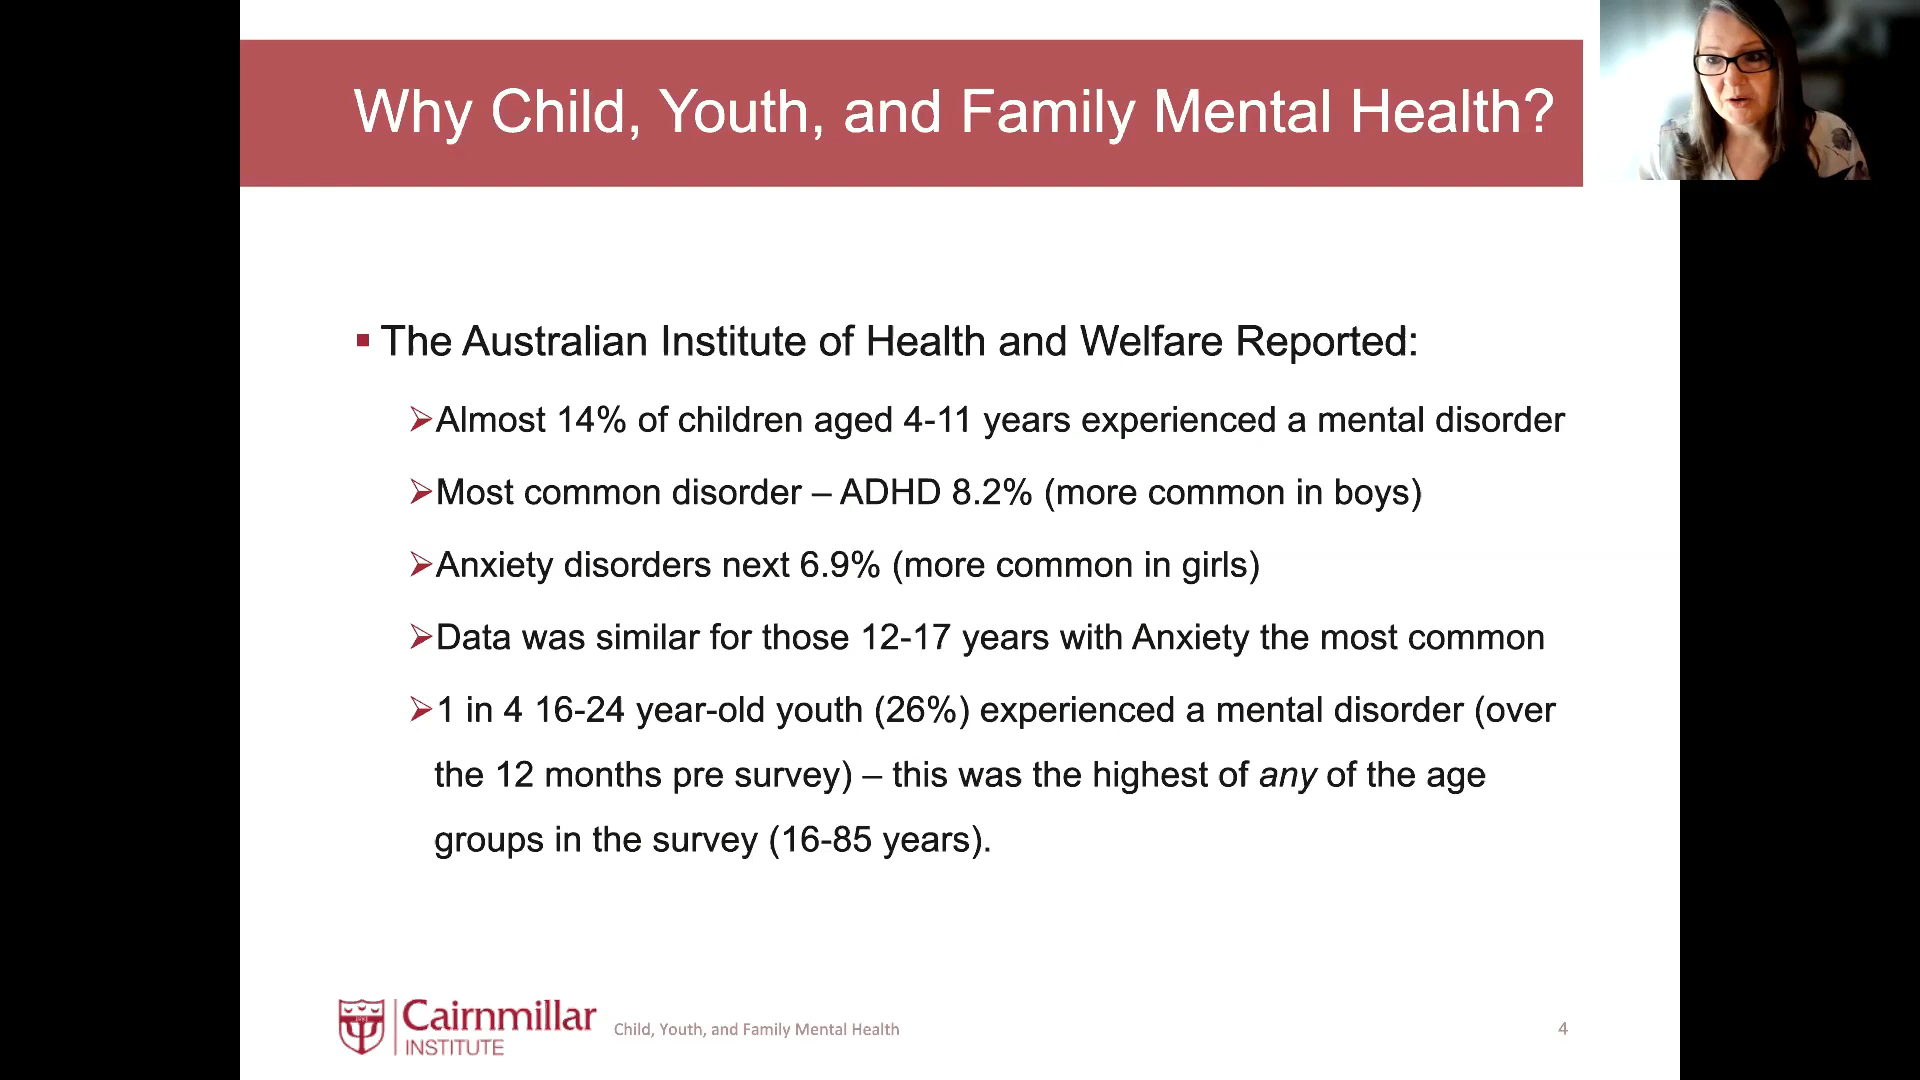 Why Child, Youth, and Family Mental Health?
▪ The Australian Institute of Health and Welfare Reported:
➢Almost 14% of children aged 4-11 years experienced a mental disorder
➢Most common disorder – ADHD 8.2% (more common in boys)
➢Anxiety disorders next 6.9% (more common in girls)
➢Data was similar for those 12-17 years with Anxiety the most common
➢1 in 4 16-24 year-old youth (26%) experienced a mental disorder (over
the 12 months pre survey) – this was the highest of any of the age
groups in the survey (16-85 years).
Cairnmillar
INSTITUTE
Child, Youth, and Family Mental Health
4